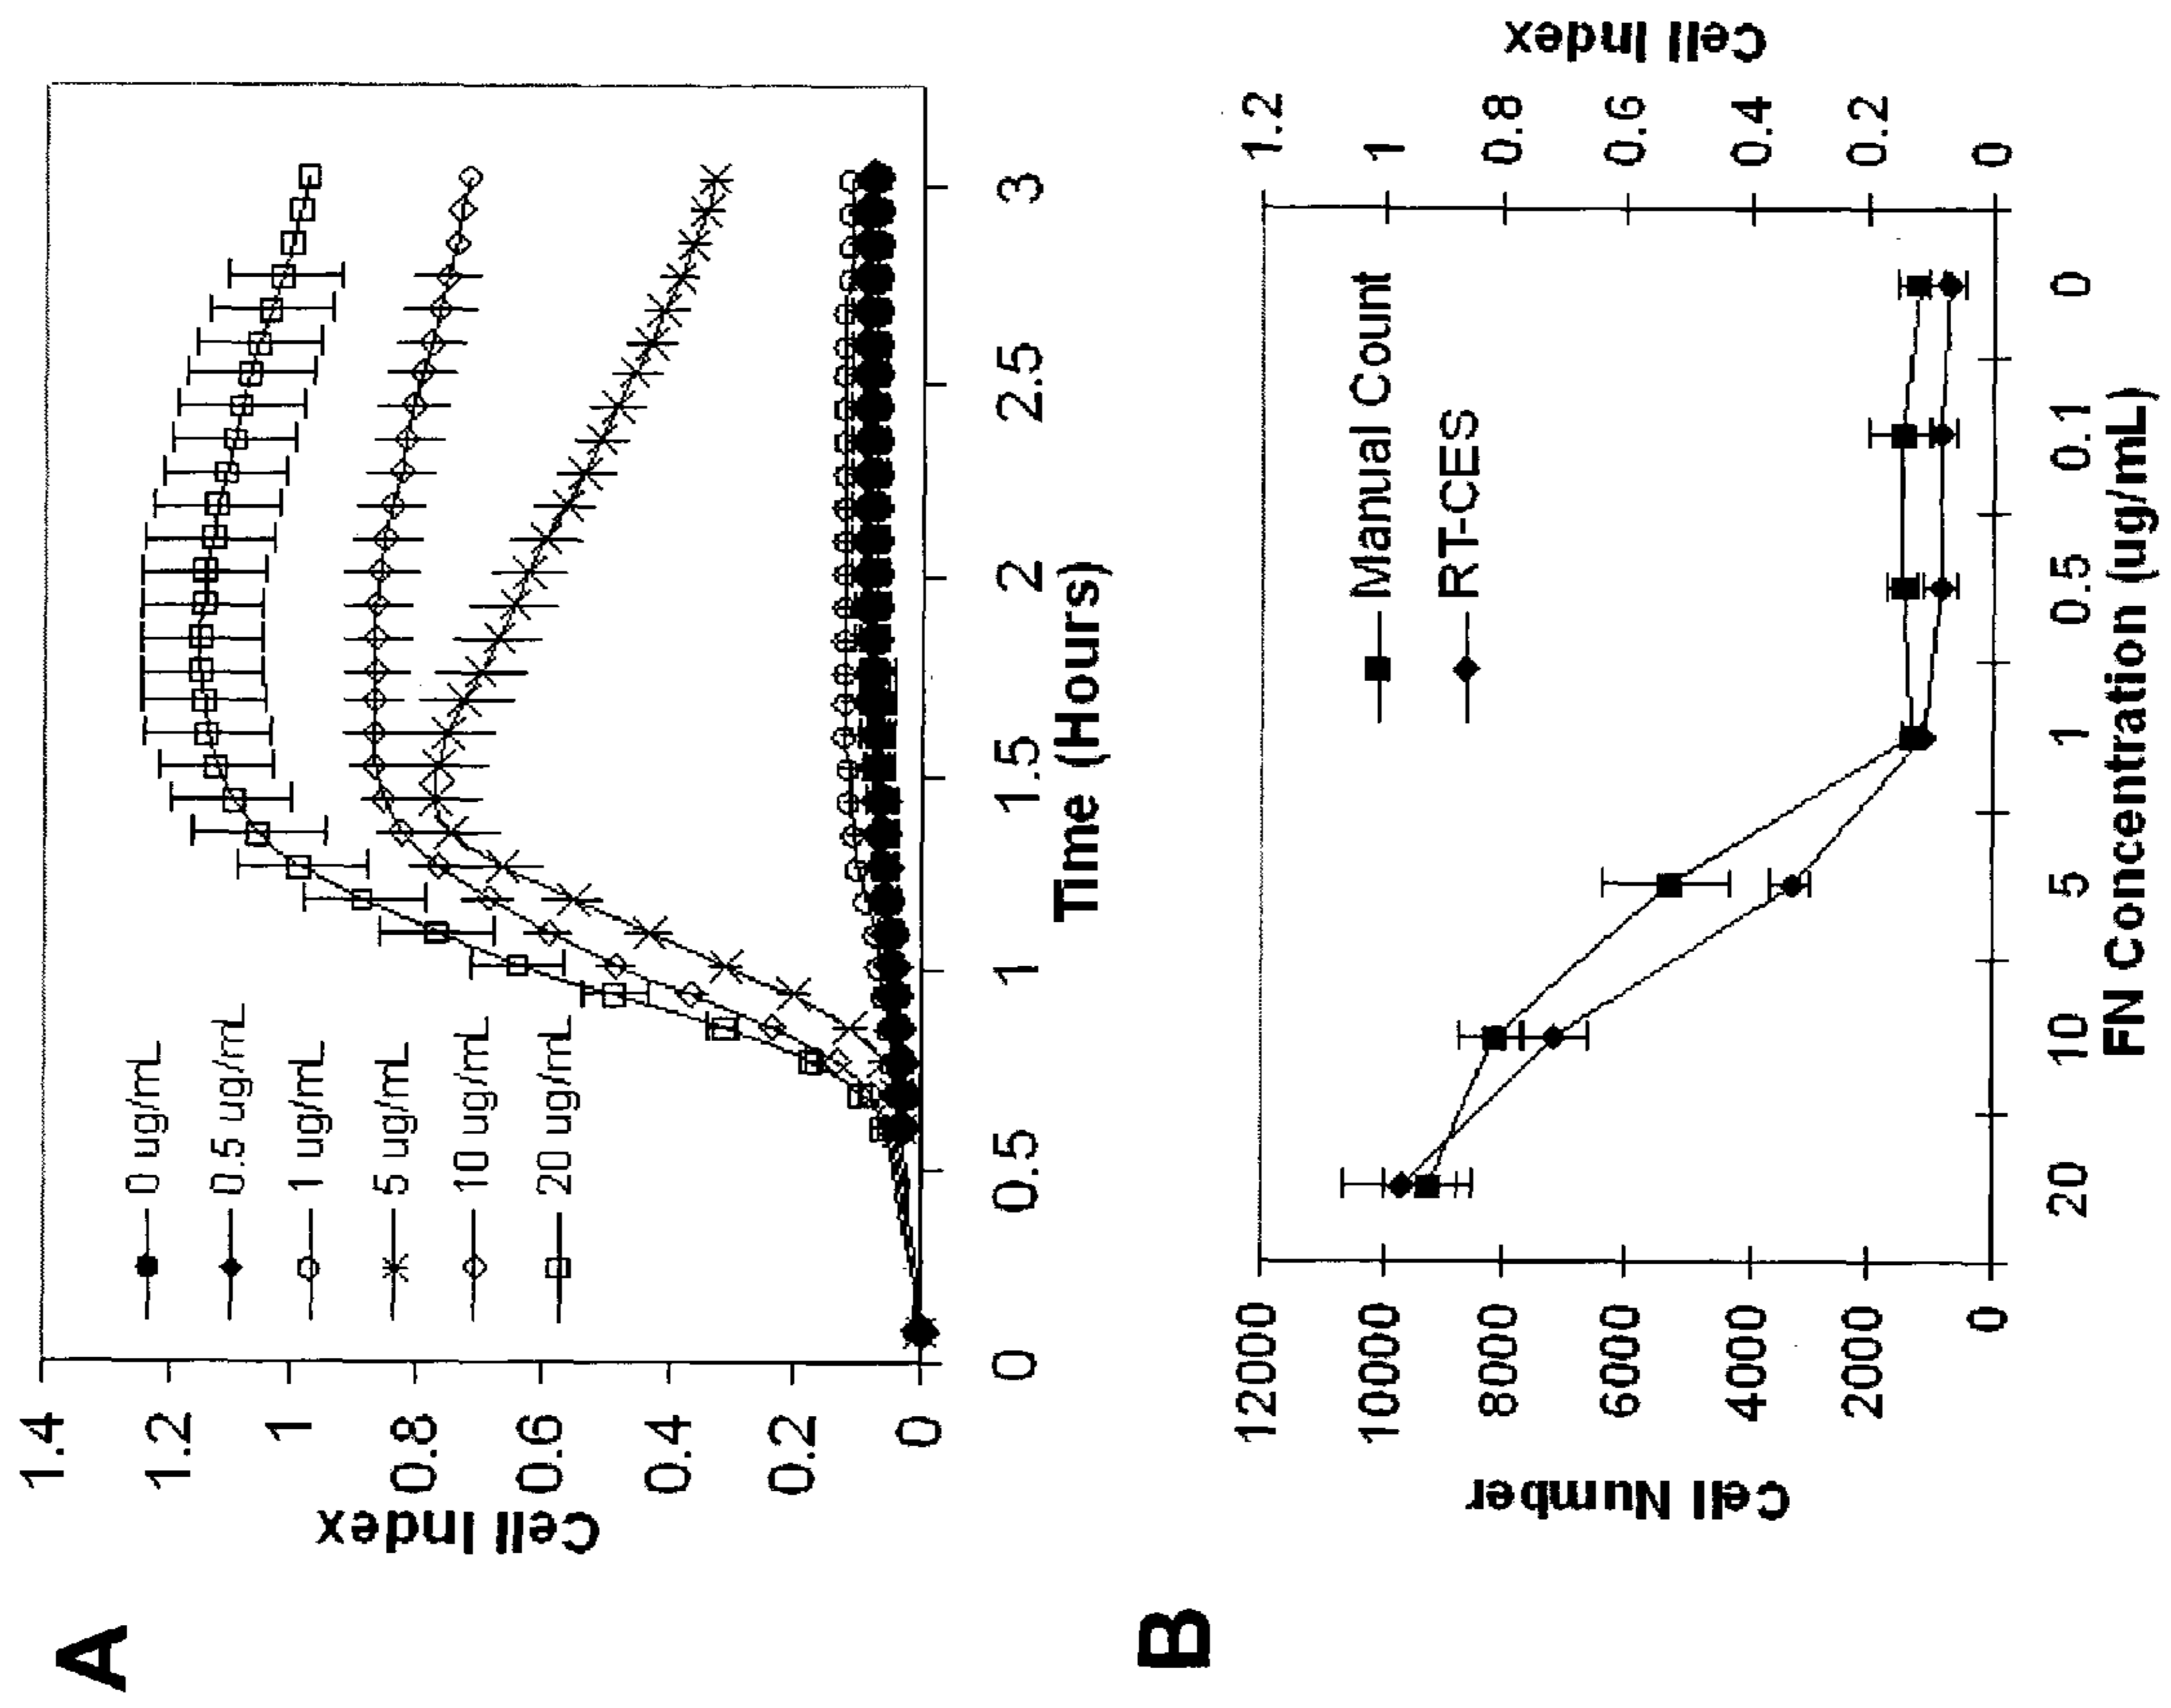 A
Cell Index
1.4
1.2
1
0.8
0.6
0.4
0.2
0
0 ug/mL
0.5 ug/mL
1 ug/mL
5 ug/mL
10 ug/mL
20 ug/mL
0 0.5 1 1.5 2 2.5 3
Time (Hours)
B
Cell Number
12000
10000
8000
6000
4000
2000
0
Manual Count
RT-CES
1.2
1
0.8
0.6
0.4
0.2
0
Cell Index
20 10 5 1 0.5 0.1 0
FN Concentration (ug/mL)